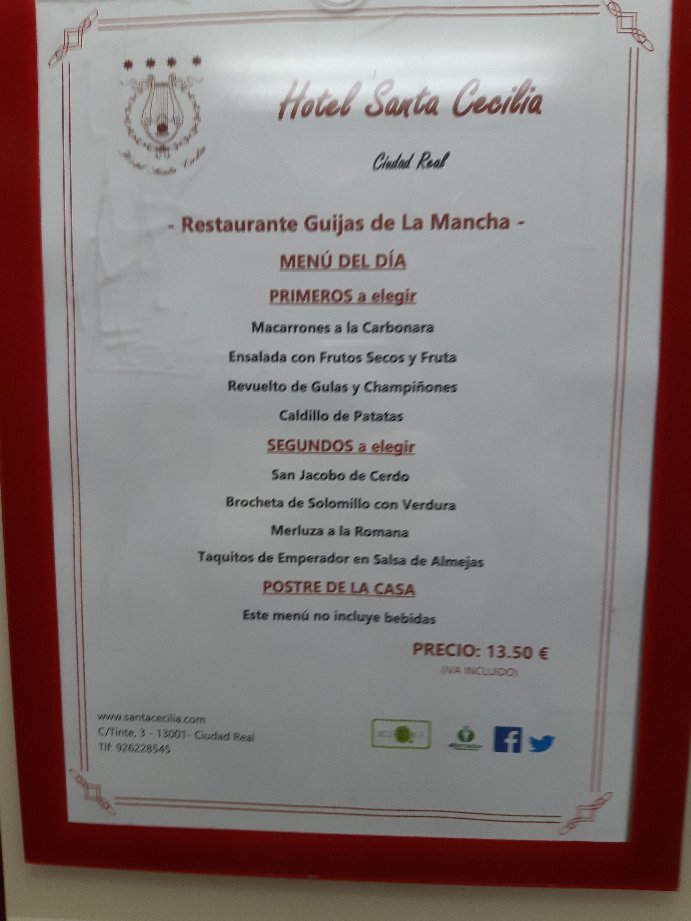 Hotel Santa Cecilia
Ciudad Real
- Restaurante Guijas de La Mancha -
MENÚ DEL DÍA
PRIMEROS a elegir
Macarrones a la Carbonara
Ensalada con Frutos Secos y Fruta
Revuelto de Gulas y Champiñones
Caldillo de Patatas
SEGUNDOS a elegir
San Jacobo de Cerdo
Brocheta de Solomillo con Verdura
Merluza a la Romana
Taquitos de Emperador en Salsa de Almejas
POSTRE DE LA CASA
Este menú no incluye bebidas
PRECIO: 13.50 €
(IVA INCLUIDO)
www.santacecilia.com
C/Tinte, 3 - 13001- Ciudad Real
Tlf: 926228545